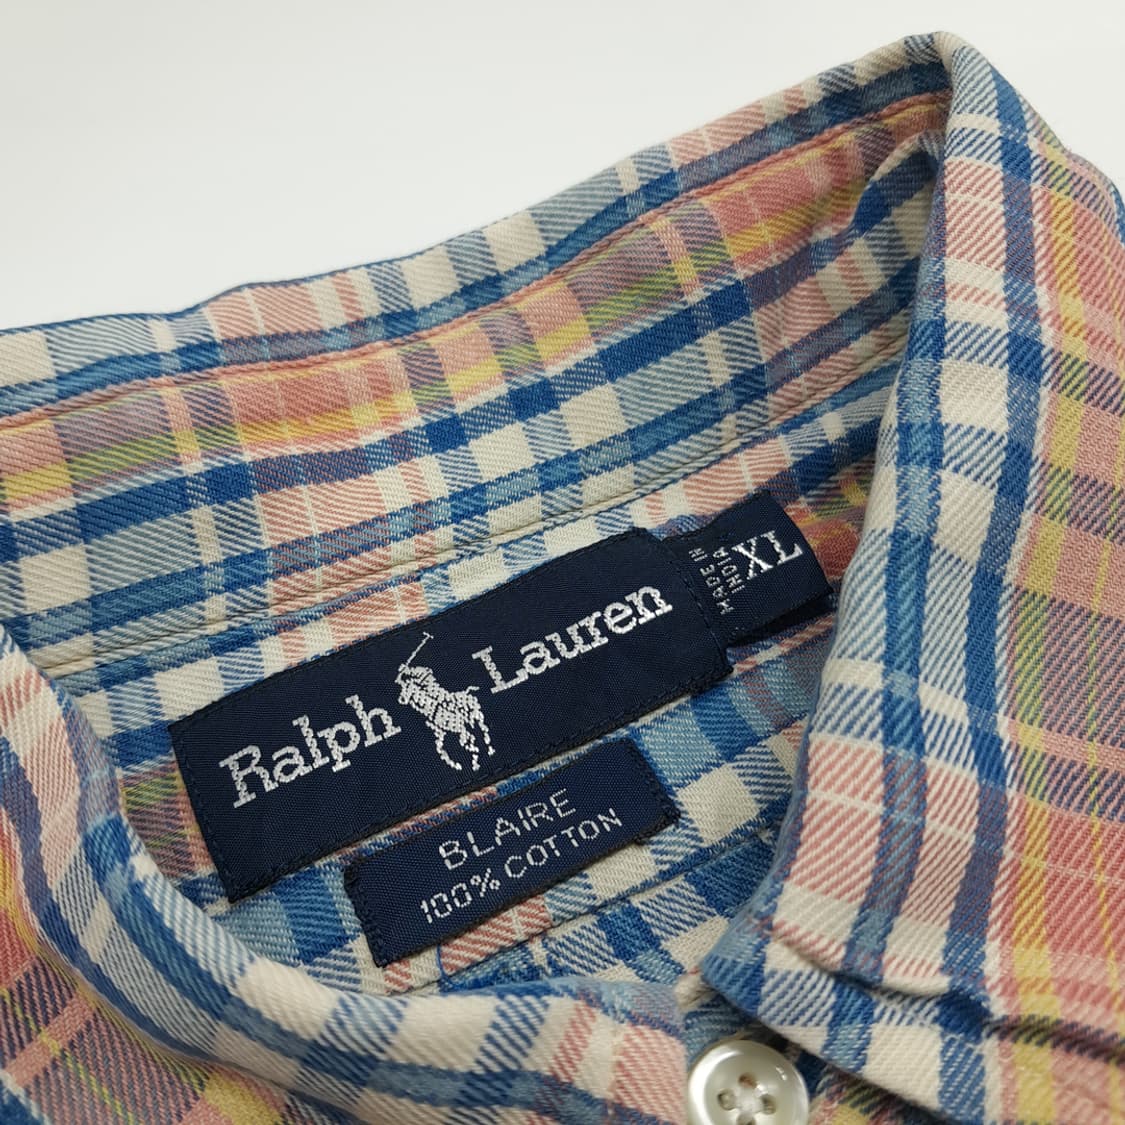 Ralph Lauren
MADE IN
INDIA
XL
BLAIRE
100% COTTON